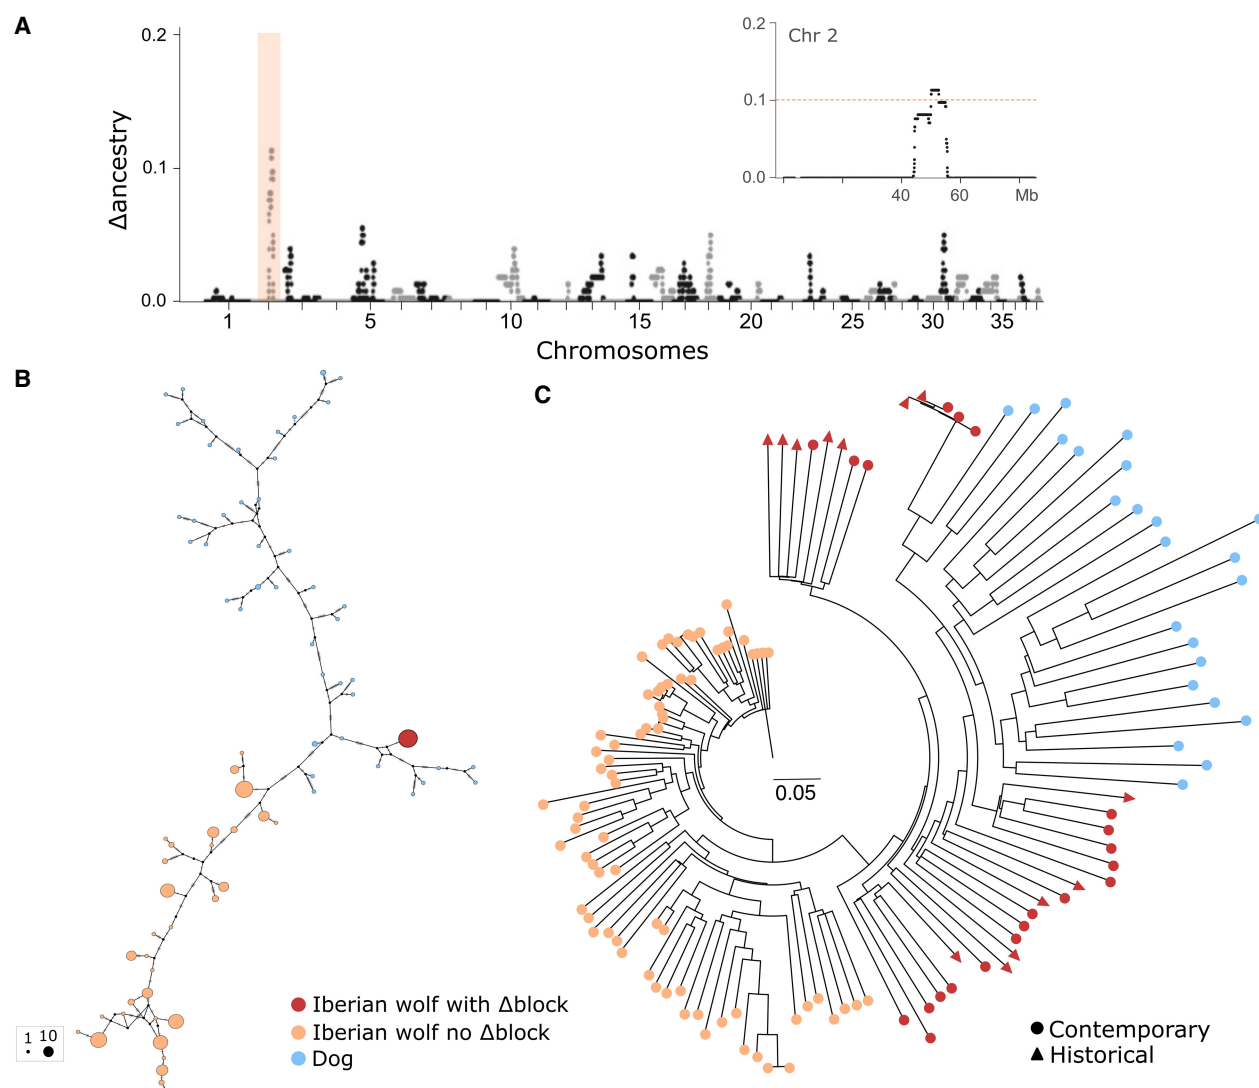 A
0.2
0.1
0.0
Δancestry
1 5 10 15 20 25 30 35
Chromosomes
0.2
0.1
0.0
Chr 2
40 60 Mb
B
1 10
Iberian wolf with Δblock
Iberian wolf no Δblock
Dog
C
0.05
Contemporary
Historical